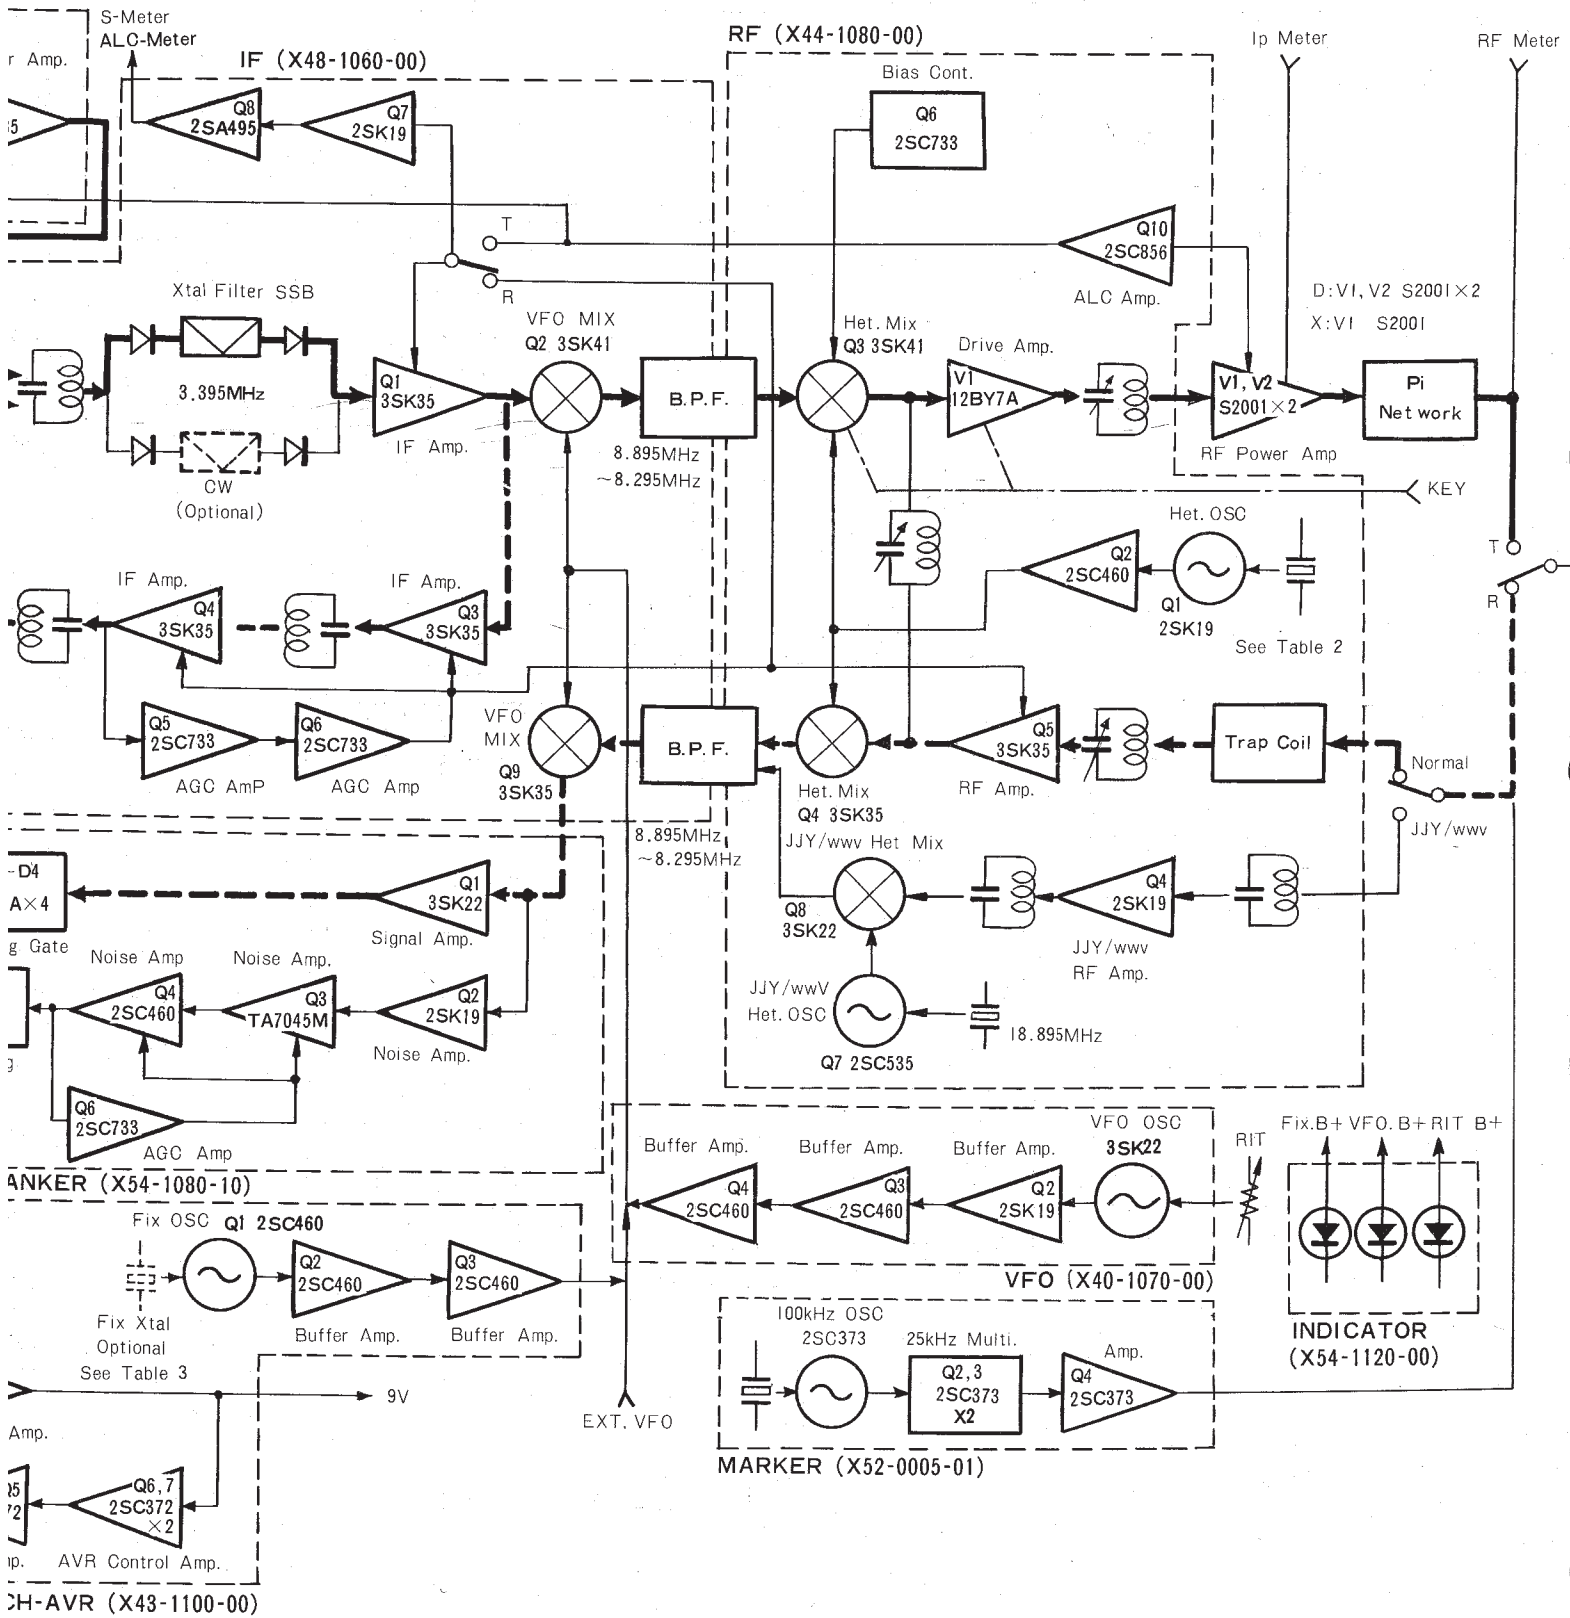 S-Meter
ALC-Meter
RF (X44-1080-00)
Ip Meter
RF Meter
r Amp.
IF (X48-1060-00)
Bias Cont.
Q8
2SA495
Q7
2SK19
Q6
2SC733
T
R
Q10
2SC856
ALC Amp.
Xtal Filter SSB
3.395MHz
CW
(Optional)
Q1
3SK35
IF Amp.
VFO MIX
Q2 3SK41
B.P.F.
8.895MHz
~8.295MHz
Het. Mix
Q3 3SK41
Drive Amp.
V1
12BY7A
D:V1, V2 S2001×2
X:V1 S2001
V1, V2
S2001×2
RF Power Amp
Pi
Network
KEY
Het. OSC
Q2
2SC460
Q1
2SK19
See Table 2
T
R
IF Amp.
Q4
3SK35
IF Amp.
Q3
3SK35
Q5
2SC733
AGC AmP
Q6
2SC733
AGC Amp
VFO
MIX
Q9
3SK35
B.P.F.
8.895MHz
~8.295MHz
Het. Mix
Q4 3SK35
Q5
3SK35
RF Amp.
Trap Coil
Normal
JJY/wwv
JJY/wwv Het Mix
Q8
3SK22
Q4
2SK19
JJY/wwv
RF Amp.
JJY/wwV
Het. OSC
Q7 2SC535
18.895MHz
-D4
A×4
g Gate
Q1
3SK22
Signal Amp.
Noise Amp
Q4
2SC460
Noise Amp.
Q3
TA7045M
Q2
2SK19
Noise Amp.
g
Q6
2SC733
AGC Amp
ANKER (X54-1080-10)
Buffer Amp.
Q4
2SC460
Buffer Amp.
Q3
2SC460
Buffer Amp.
Q2
2SK19
VFO OSC
3SK22
RIT
VFO (X40-1070-00)
Fix.B+ VFO. B+ RIT B+
INDICATOR
(X54-1120-00)
Fix OSC Q1 2SC460
Q2
2SC460
Buffer Amp.
Q3
2SC460
Buffer Amp.
Fix Xtal
Optional
See Table 3
9V
EXT. VFO
100kHz OSC
2SC373
25kHz Multi.
Q2,3
2SC373
X2
Amp.
Q4
2SC373
MARKER (X52-0005-01)
Amp.
Q6,7
2SC372
×2
AVR Control Amp.
CH-AVR (X43-1100-00)